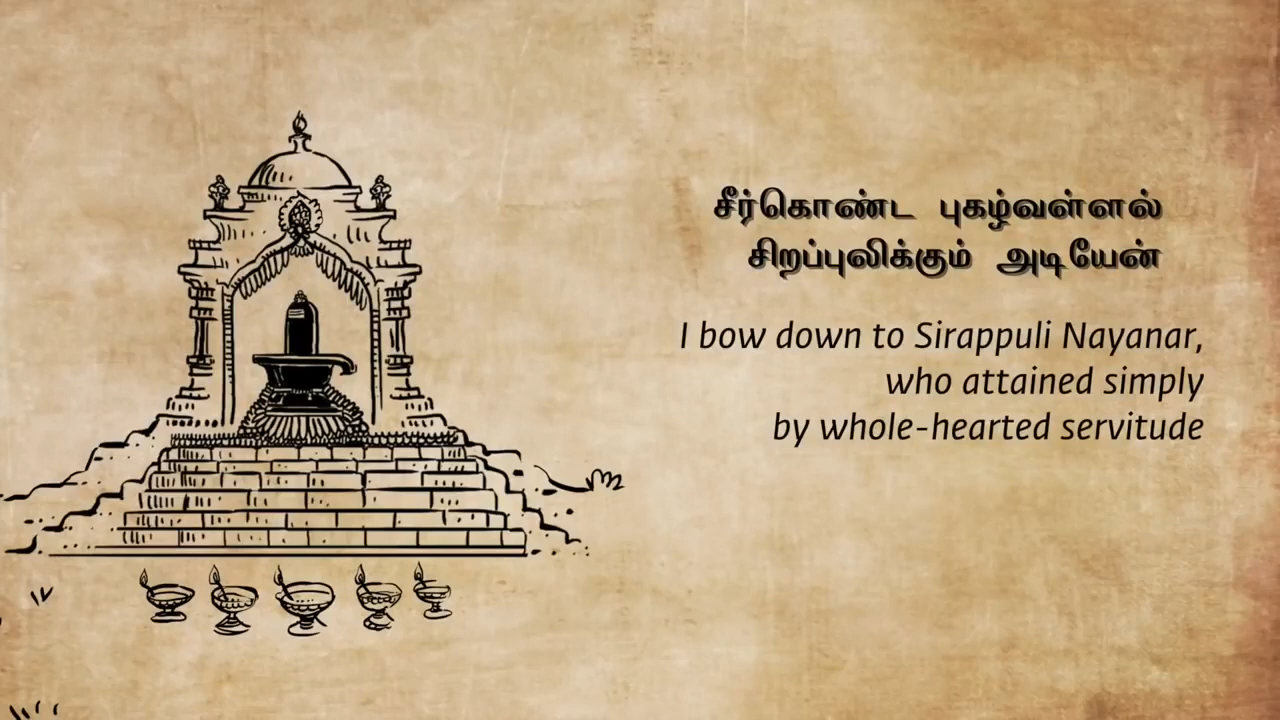 சீர்கொண்ட புகழ்வள்ளல்
சிறப்புலிக்கும் அடியேன்
I bow down to Sirappuli Nayanar,
who attained simply
by whole-hearted servitude